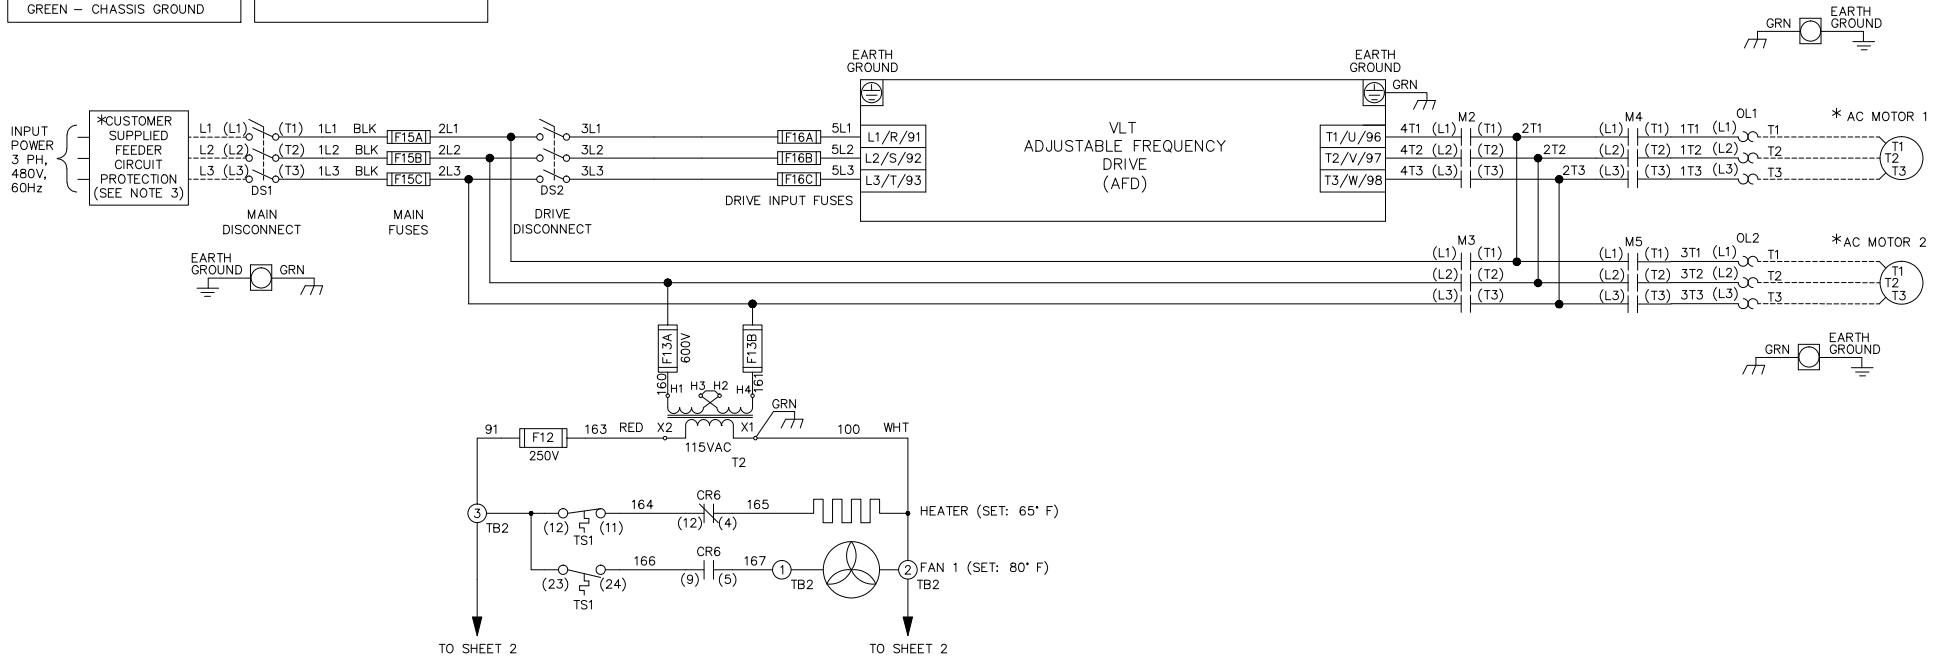 GREEN – CHASSIS GROUND
GRN
EARTH
GROUND
EARTH
GROUND
EARTH
GROUND
GRN
INPUT
POWER
3 PH,
480V,
60Hz
*CUSTOMER
SUPPLIED
FEEDER
CIRCUIT
PROTECTION
(SEE NOTE 3)
L1 (L1) (T1) 1L1 BLK F15A 2L1 3L1 F16A 5L1 L1/R/91
L2 (L2) (T2) 1L2 BLK F15B 2L2 3L2 F16B 5L2 L2/S/92
L3 (L3) (T3) 1L3 BLK F15C 2L3 3L3 F16C 5L3 L3/T/93
DS1
DS2
MAIN
DISCONNECT
MAIN
FUSES
DRIVE
DISCONNECT
DRIVE INPUT FUSES
VLT
ADJUSTABLE FREQUENCY
DRIVE
(AFD)
M2
M4
OL1
* AC MOTOR 1
T1/U/96 4T1 (L1) (T1) 2T1 (L1) (T1) 1T1 (L1) T1 T1
T2/V/97 4T2 (L2) (T2) 2T2 (L2) (T2) 1T2 (L2) T2 T2
T3/W/98 4T3 (L3) (T3) 2T3 (L3) (T3) 1T3 (L3) T3 T3
EARTH
GROUND
GRN
M3
M5
OL2
*AC MOTOR 2
(L1) (T1) (L1) (T1) 3T1 (L1) T1 T1
(L2) (T2) (L2) (T2) 3T2 (L2) T2 T2
(L3) (T3) (L3) (T3) 3T3 (L3) T3 T3
GRN
EARTH
GROUND
F13A
600V
F13B
160
161
H1 H3 H2 H4
GRN
91 F12 163 RED X2 X1 100 WHT
250V
115VAC
T2
3
TB2
(12) (11) 164 CR6 165
TS1
(12) (4)
HEATER (SET: 65° F)
(23) (24) 166 CR6 167 1
TS1
(9) (5)
TB2
2
FAN 1 (SET: 80° F)
TB2
TO SHEET 2
TO SHEET 2